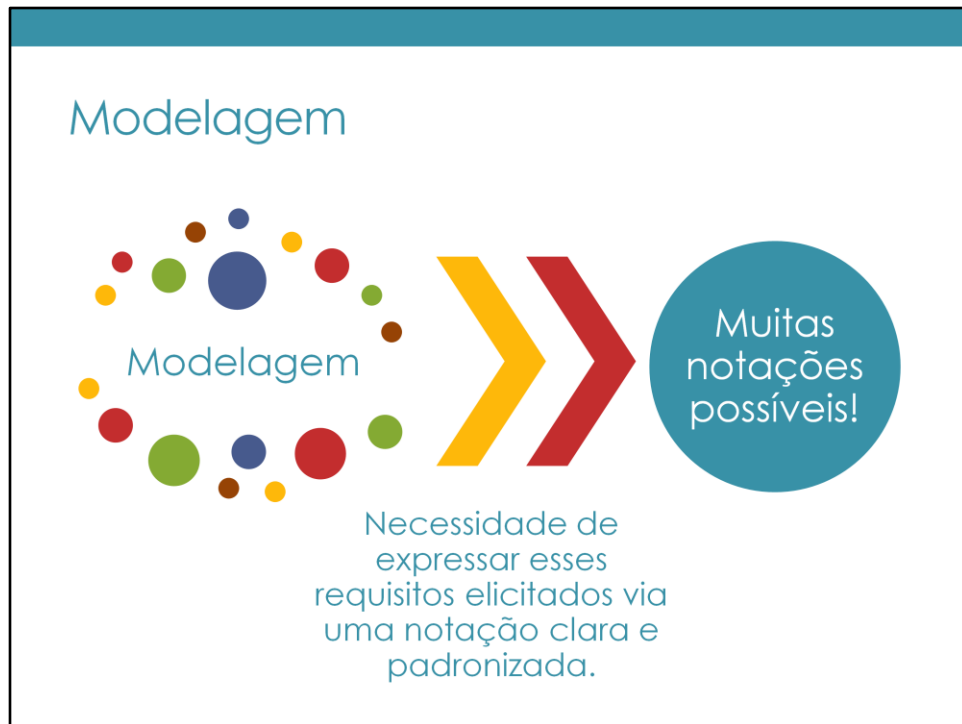 Modelagem
Modelagem
Muitas
notações
possíveis!
Necessidade de
expressar esses
requisitos elicitados via
uma notação clara e
padronizada.